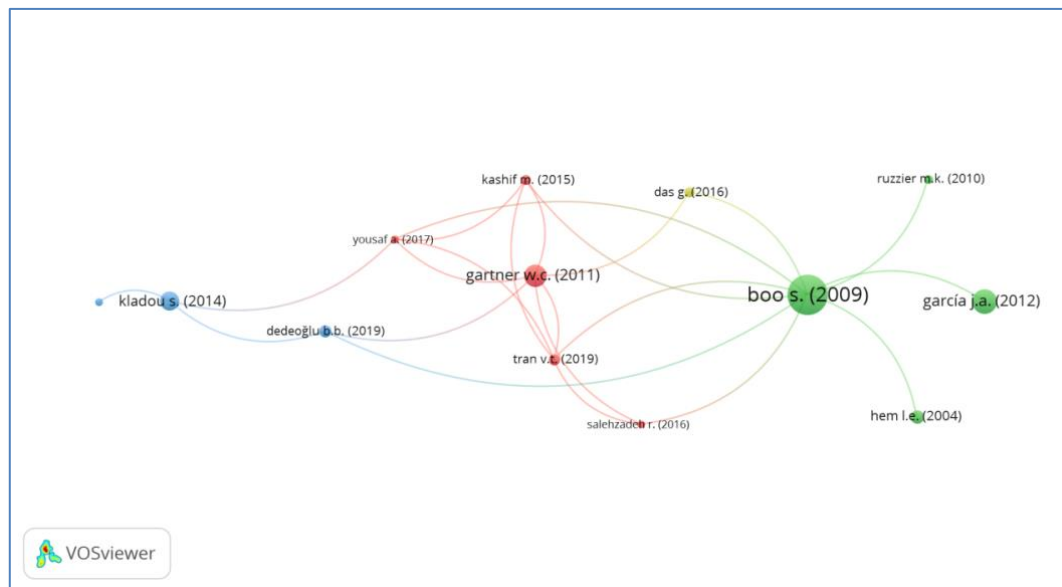 kashif m. (2015)
ruzzier m.k. (2010)
das g. (2016)
yousaf a. (2017)
gartner w.c. (2011)
boo s. (2009)
kladou s. (2014)
garcía j.a. (2012)
dedeoğlu b.b. (2019)
tran v.t. (2019)
hem l.e. (2004)
salehzadeh r. (2016)
VOSviewer